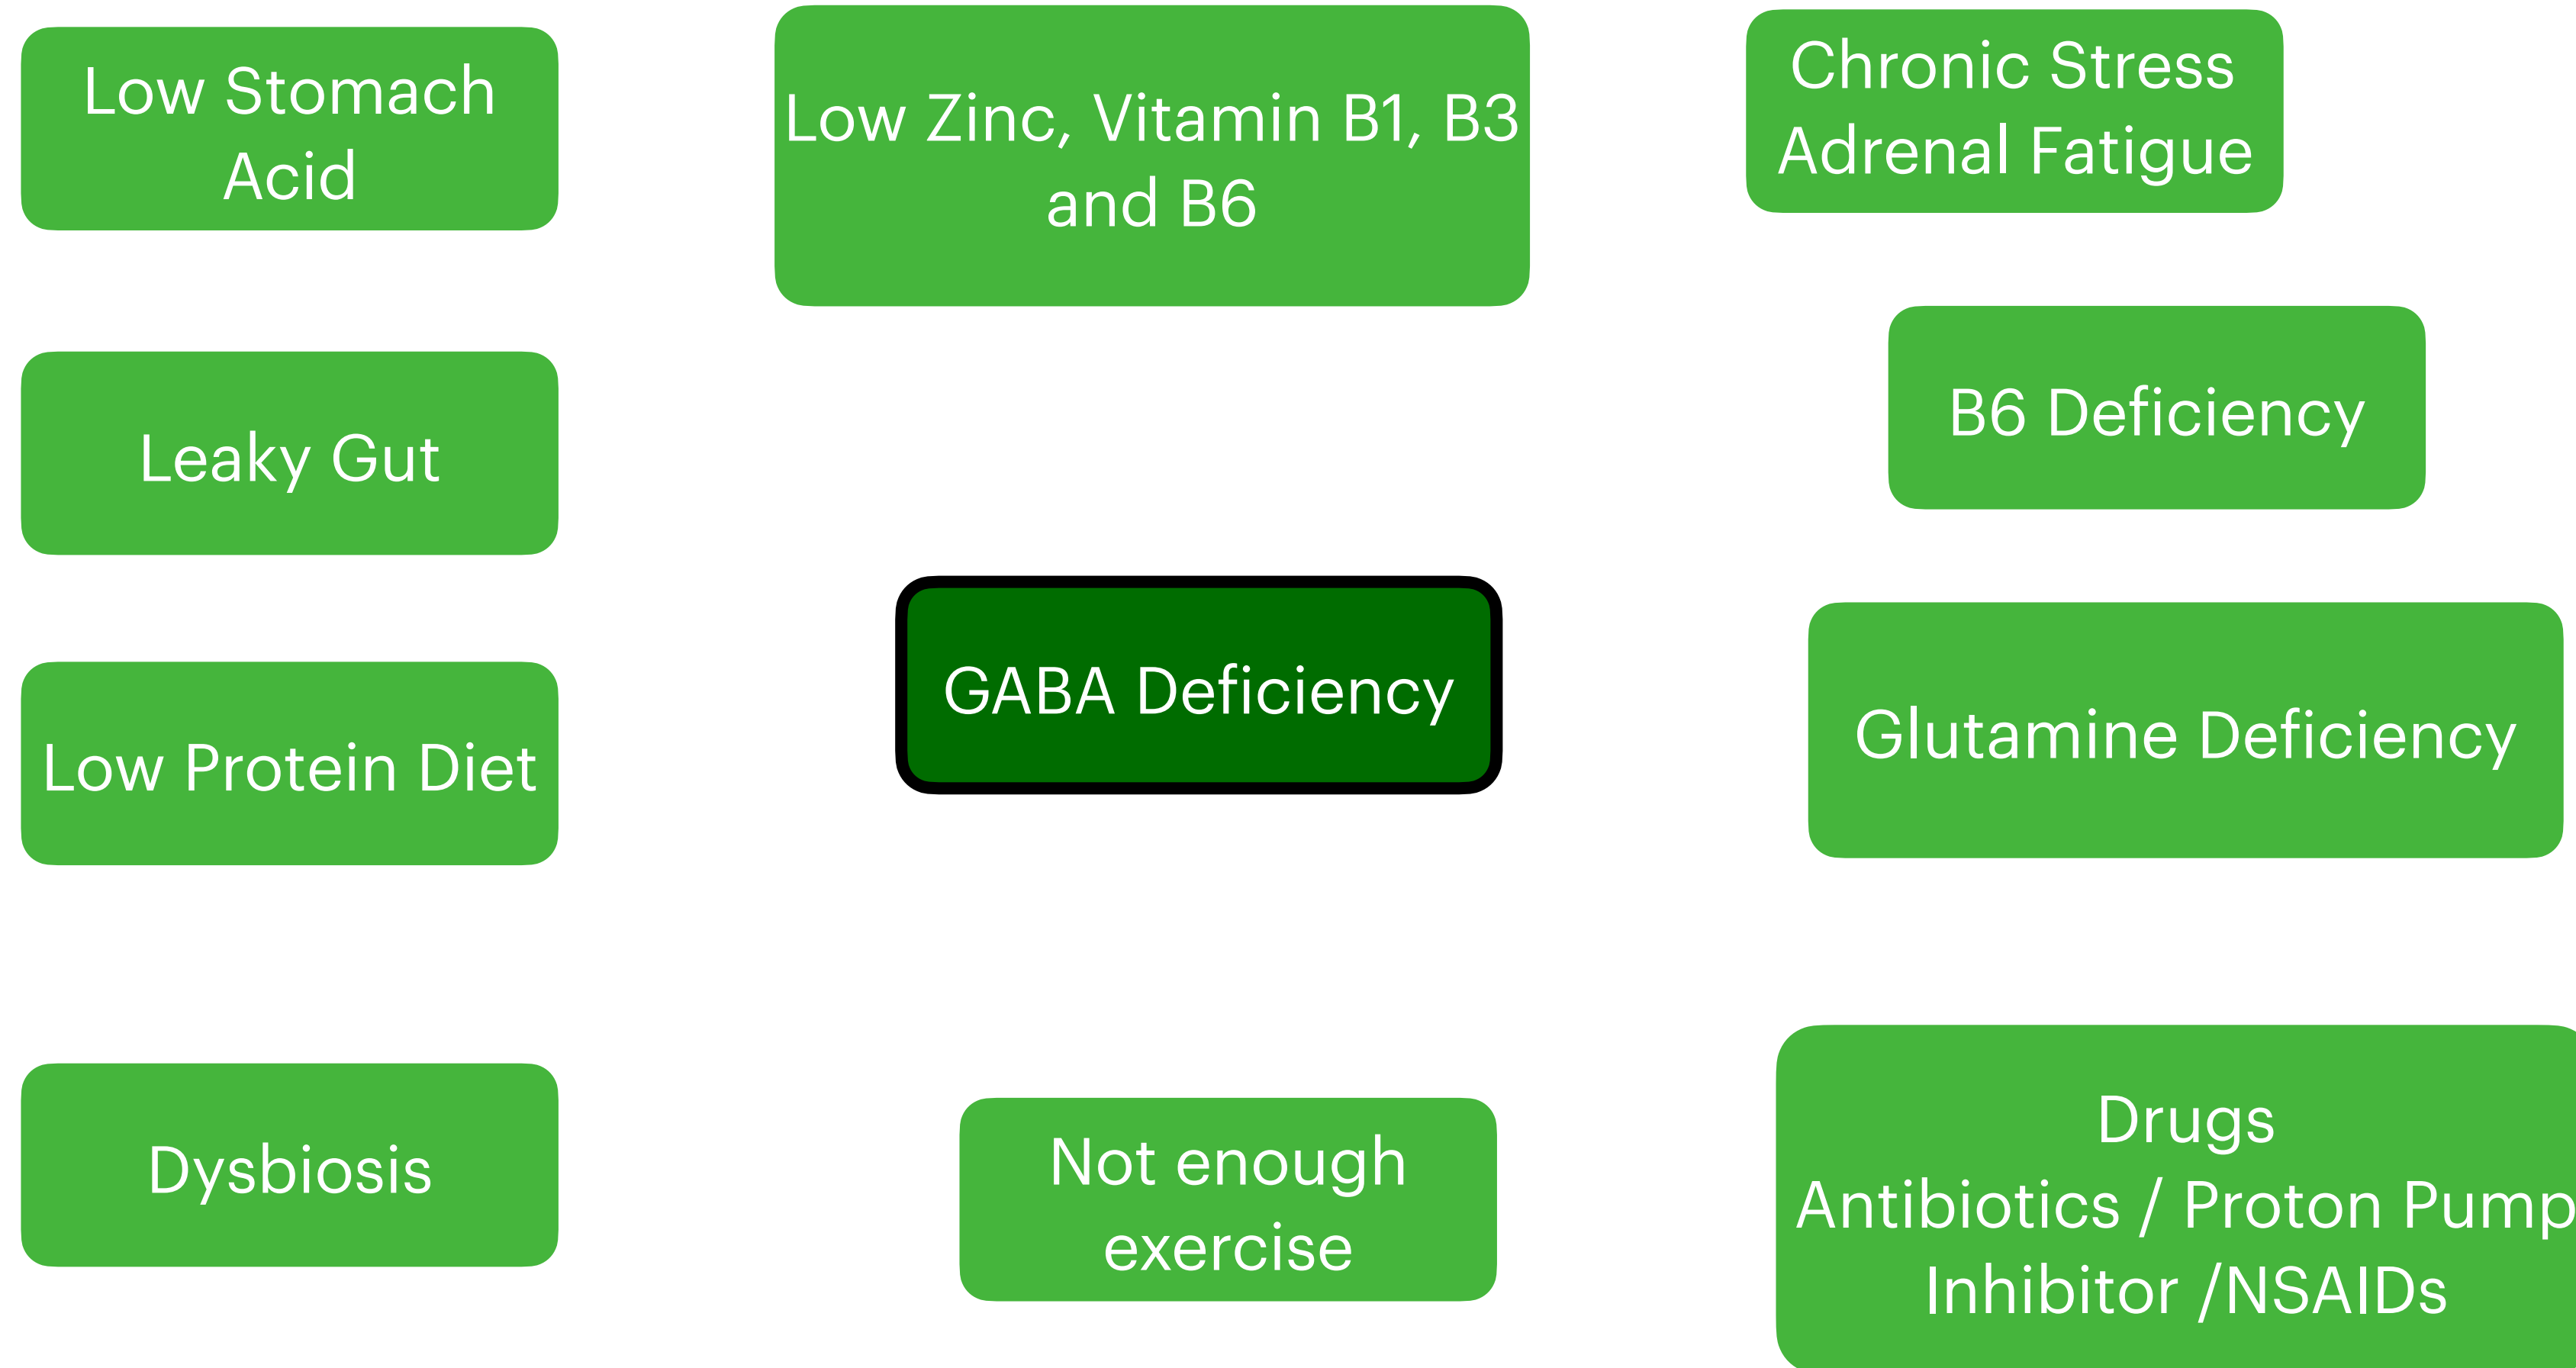 Low Stomach
Acid
Low Zinc, Vitamin B1, B3
and B6
Chronic Stress
Adrenal Fatigue
Leaky Gut
B6 Deficiency
Low Protein Diet
GABA Deficiency
Glutamine Deficiency
Dysbiosis
Not enough
exercise
Drugs
Antibiotics / Proton Pump
Inhibitor /NSAIDs